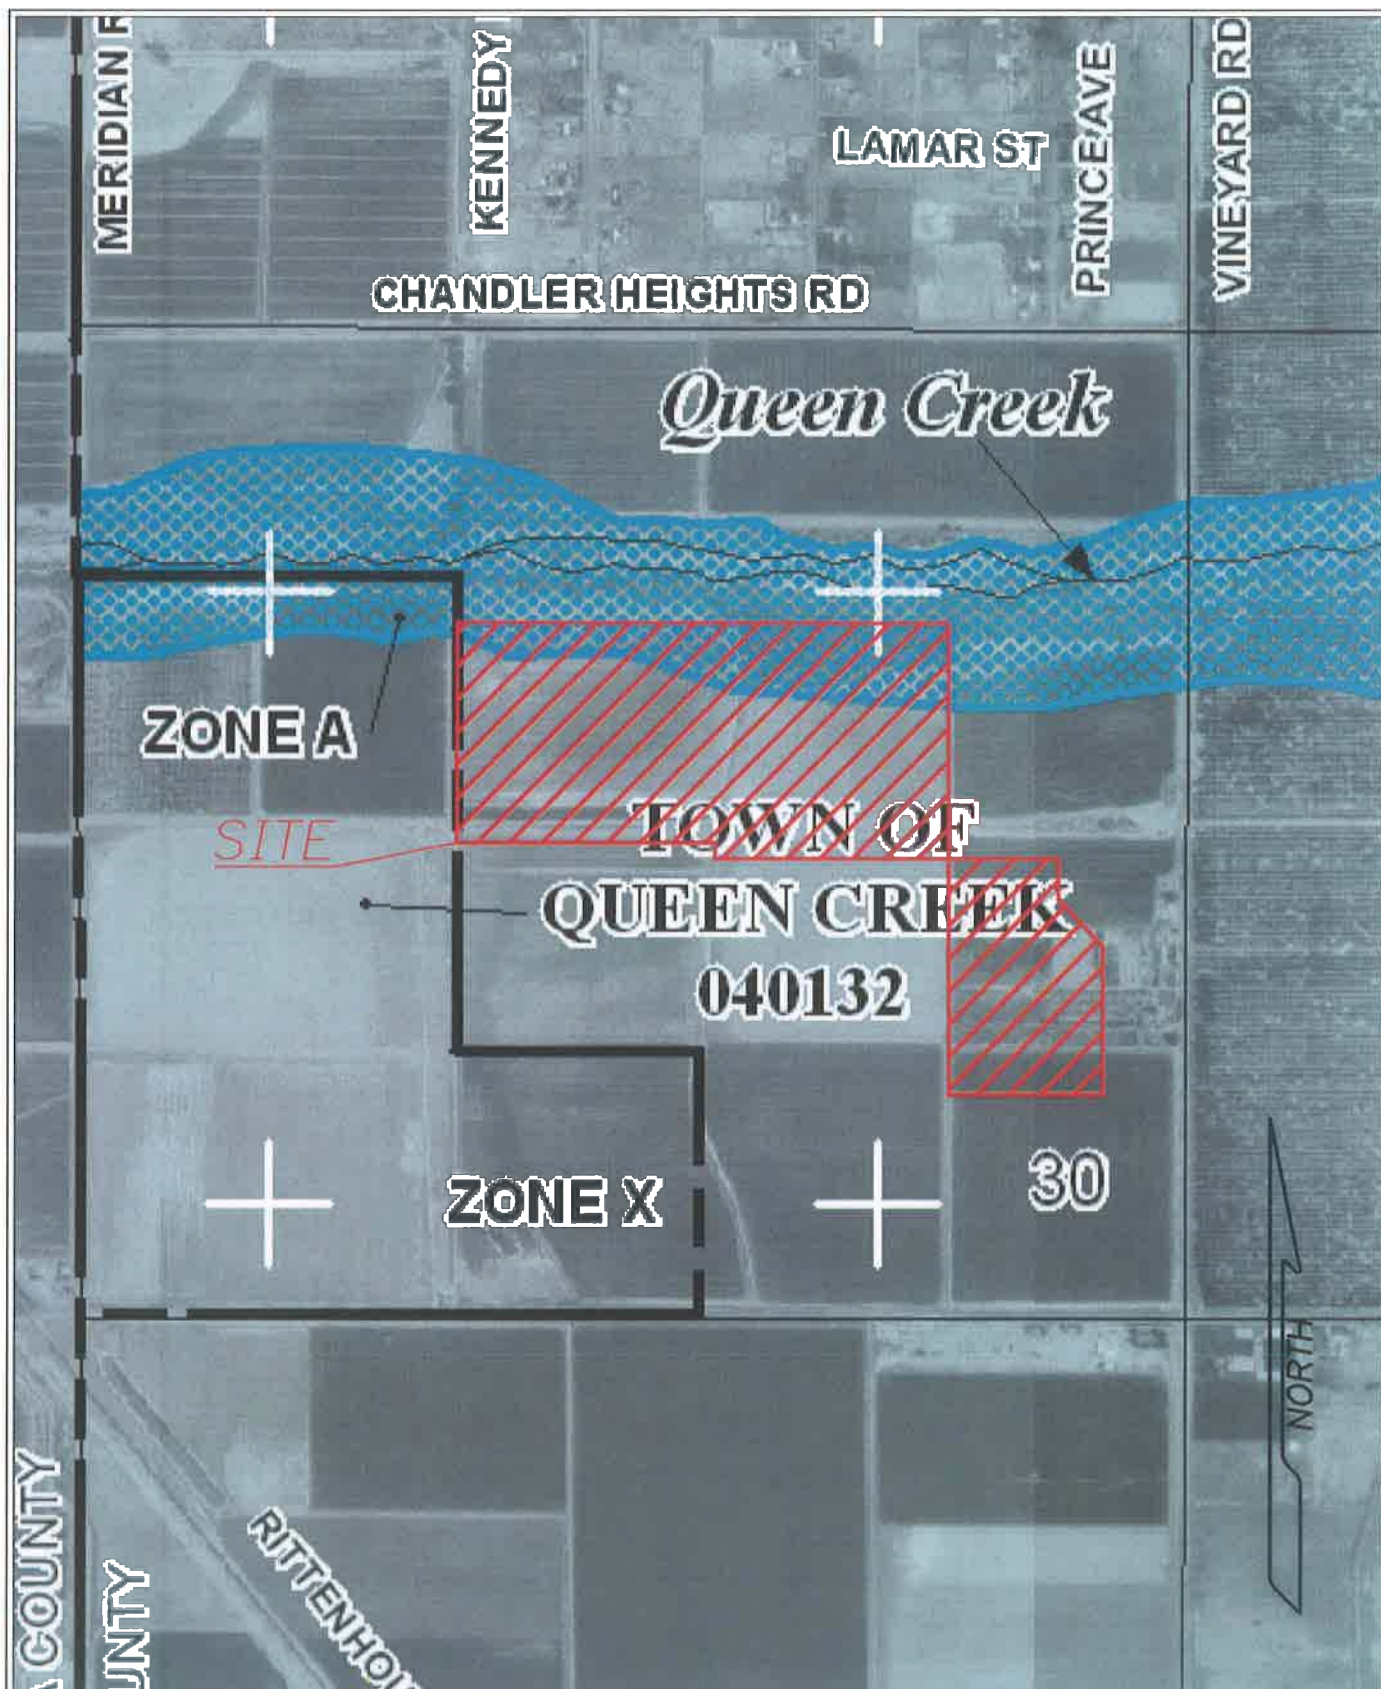 MERIDIAN R
KENNEDY
LAMAR ST
PRINCE AVE
VINEYARD RD
CHANDLER HEIGHTS RD
Queen Creek
ZONE A
SITE
TOWN OF
QUEEN CREEK
040132
ZONE X
30
NORTH
A COUNTY
UNTY
RITTENHOU